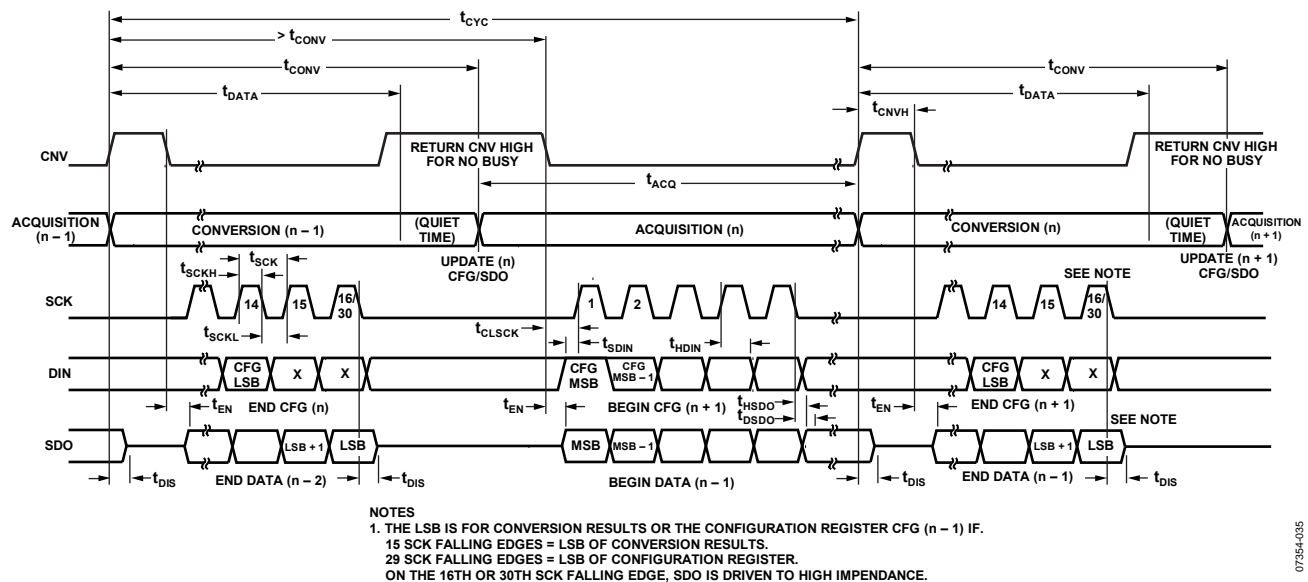 tCYC
> tCONV
tCONV
tCONV
tDATA
tDATA
tCNVH
CNV
RETURN CNV HIGH
FOR NO BUSY
RETURN CNV HIGH
FOR NO BUSY
tACQ
ACQUISITION
(n – 1)
CONVERSION (n – 1)
(QUIET
TIME)
ACQUISITION (n)
CONVERSION (n)
(QUIET
TIME)
ACQUISITION
(n + 1)
UPDATE (n)
CFG/SDO
UPDATE (n + 1)
CFG/SDO
tSCKH
tSCK
SEE NOTE
SCK
14
15
16/
30
1
2
14
15
16/
30
tSCKL
tCLSCK
tSDIN
tHDIN
DIN
CFG
LSB
X
X
CFG
MSB
CFG
MSB – 1
CFG
LSB
X
X
tEN
END CFG (n)
tEN
BEGIN CFG (n + 1)
tHSDO
tDSDO
tEN
END CFG (n + 1)
SEE NOTE
SDO
LSB + 1
LSB
MSB
MSB – 1
LSB + 1
LSB
tDIS
END DATA (n – 2)
tDIS
BEGIN DATA (n – 1)
tDIS
END DATA (n – 1)
tDIS
NOTES
1. THE LSB IS FOR CONVERSION RESULTS OR THE CONFIGURATION REGISTER CFG (n – 1) IF.
15 SCK FALLING EDGES = LSB OF CONVERSION RESULTS.
29 SCK FALLING EDGES = LSB OF CONFIGURATION REGISTER.
ON THE 16TH OR 30TH SCK FALLING EDGE, SDO IS DRIVEN TO HIGH IMPENDANCE.
07354-035